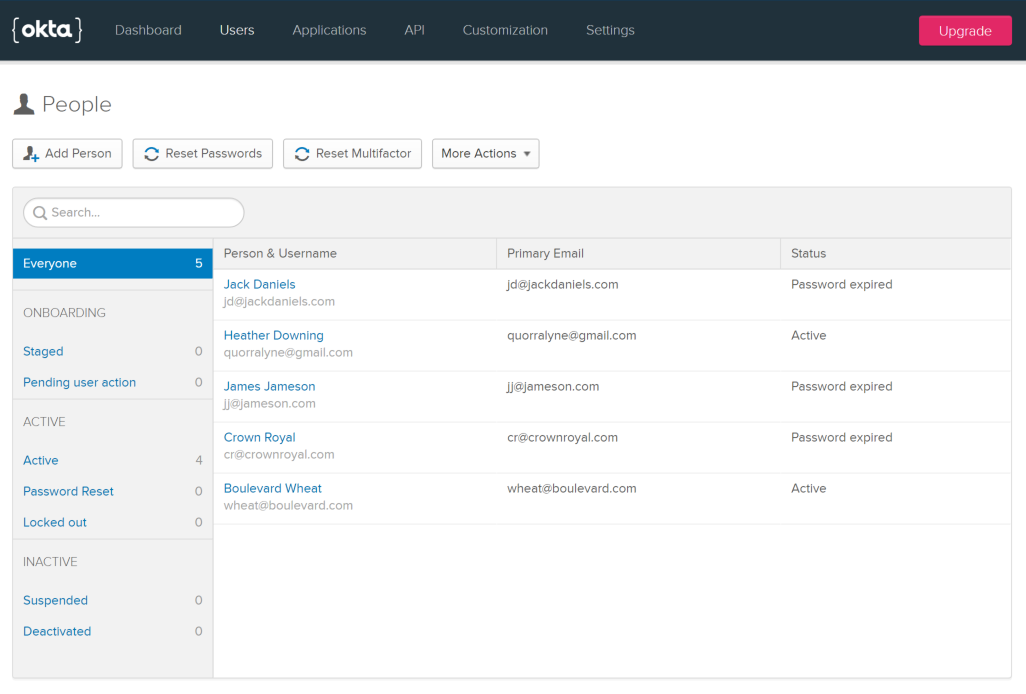 {okta} Dashboard Users Applications API Customization Settings Upgrade
People
Add Person Reset Passwords Reset Multifactor More Actions
Search...
Everyone 5
ONBOARDING
Staged 0
Pending user action 0
ACTIVE
Active 4
Password Reset 0
Locked out 0
INACTIVE
Suspended 0
Deactivated 0
Person & Username Primary Email Status
Jack Daniels jd@jackdaniels.com Password expired
jd@jackdaniels.com
Heather Downing quorralyne@gmail.com Active
quorralyne@gmail.com
James Jameson jj@jameson.com Password expired
jj@jameson.com
Crown Royal cr@crownroyal.com Password expired
cr@crownroyal.com
Boulevard Wheat wheat@boulevard.com Active
wheat@boulevard.com